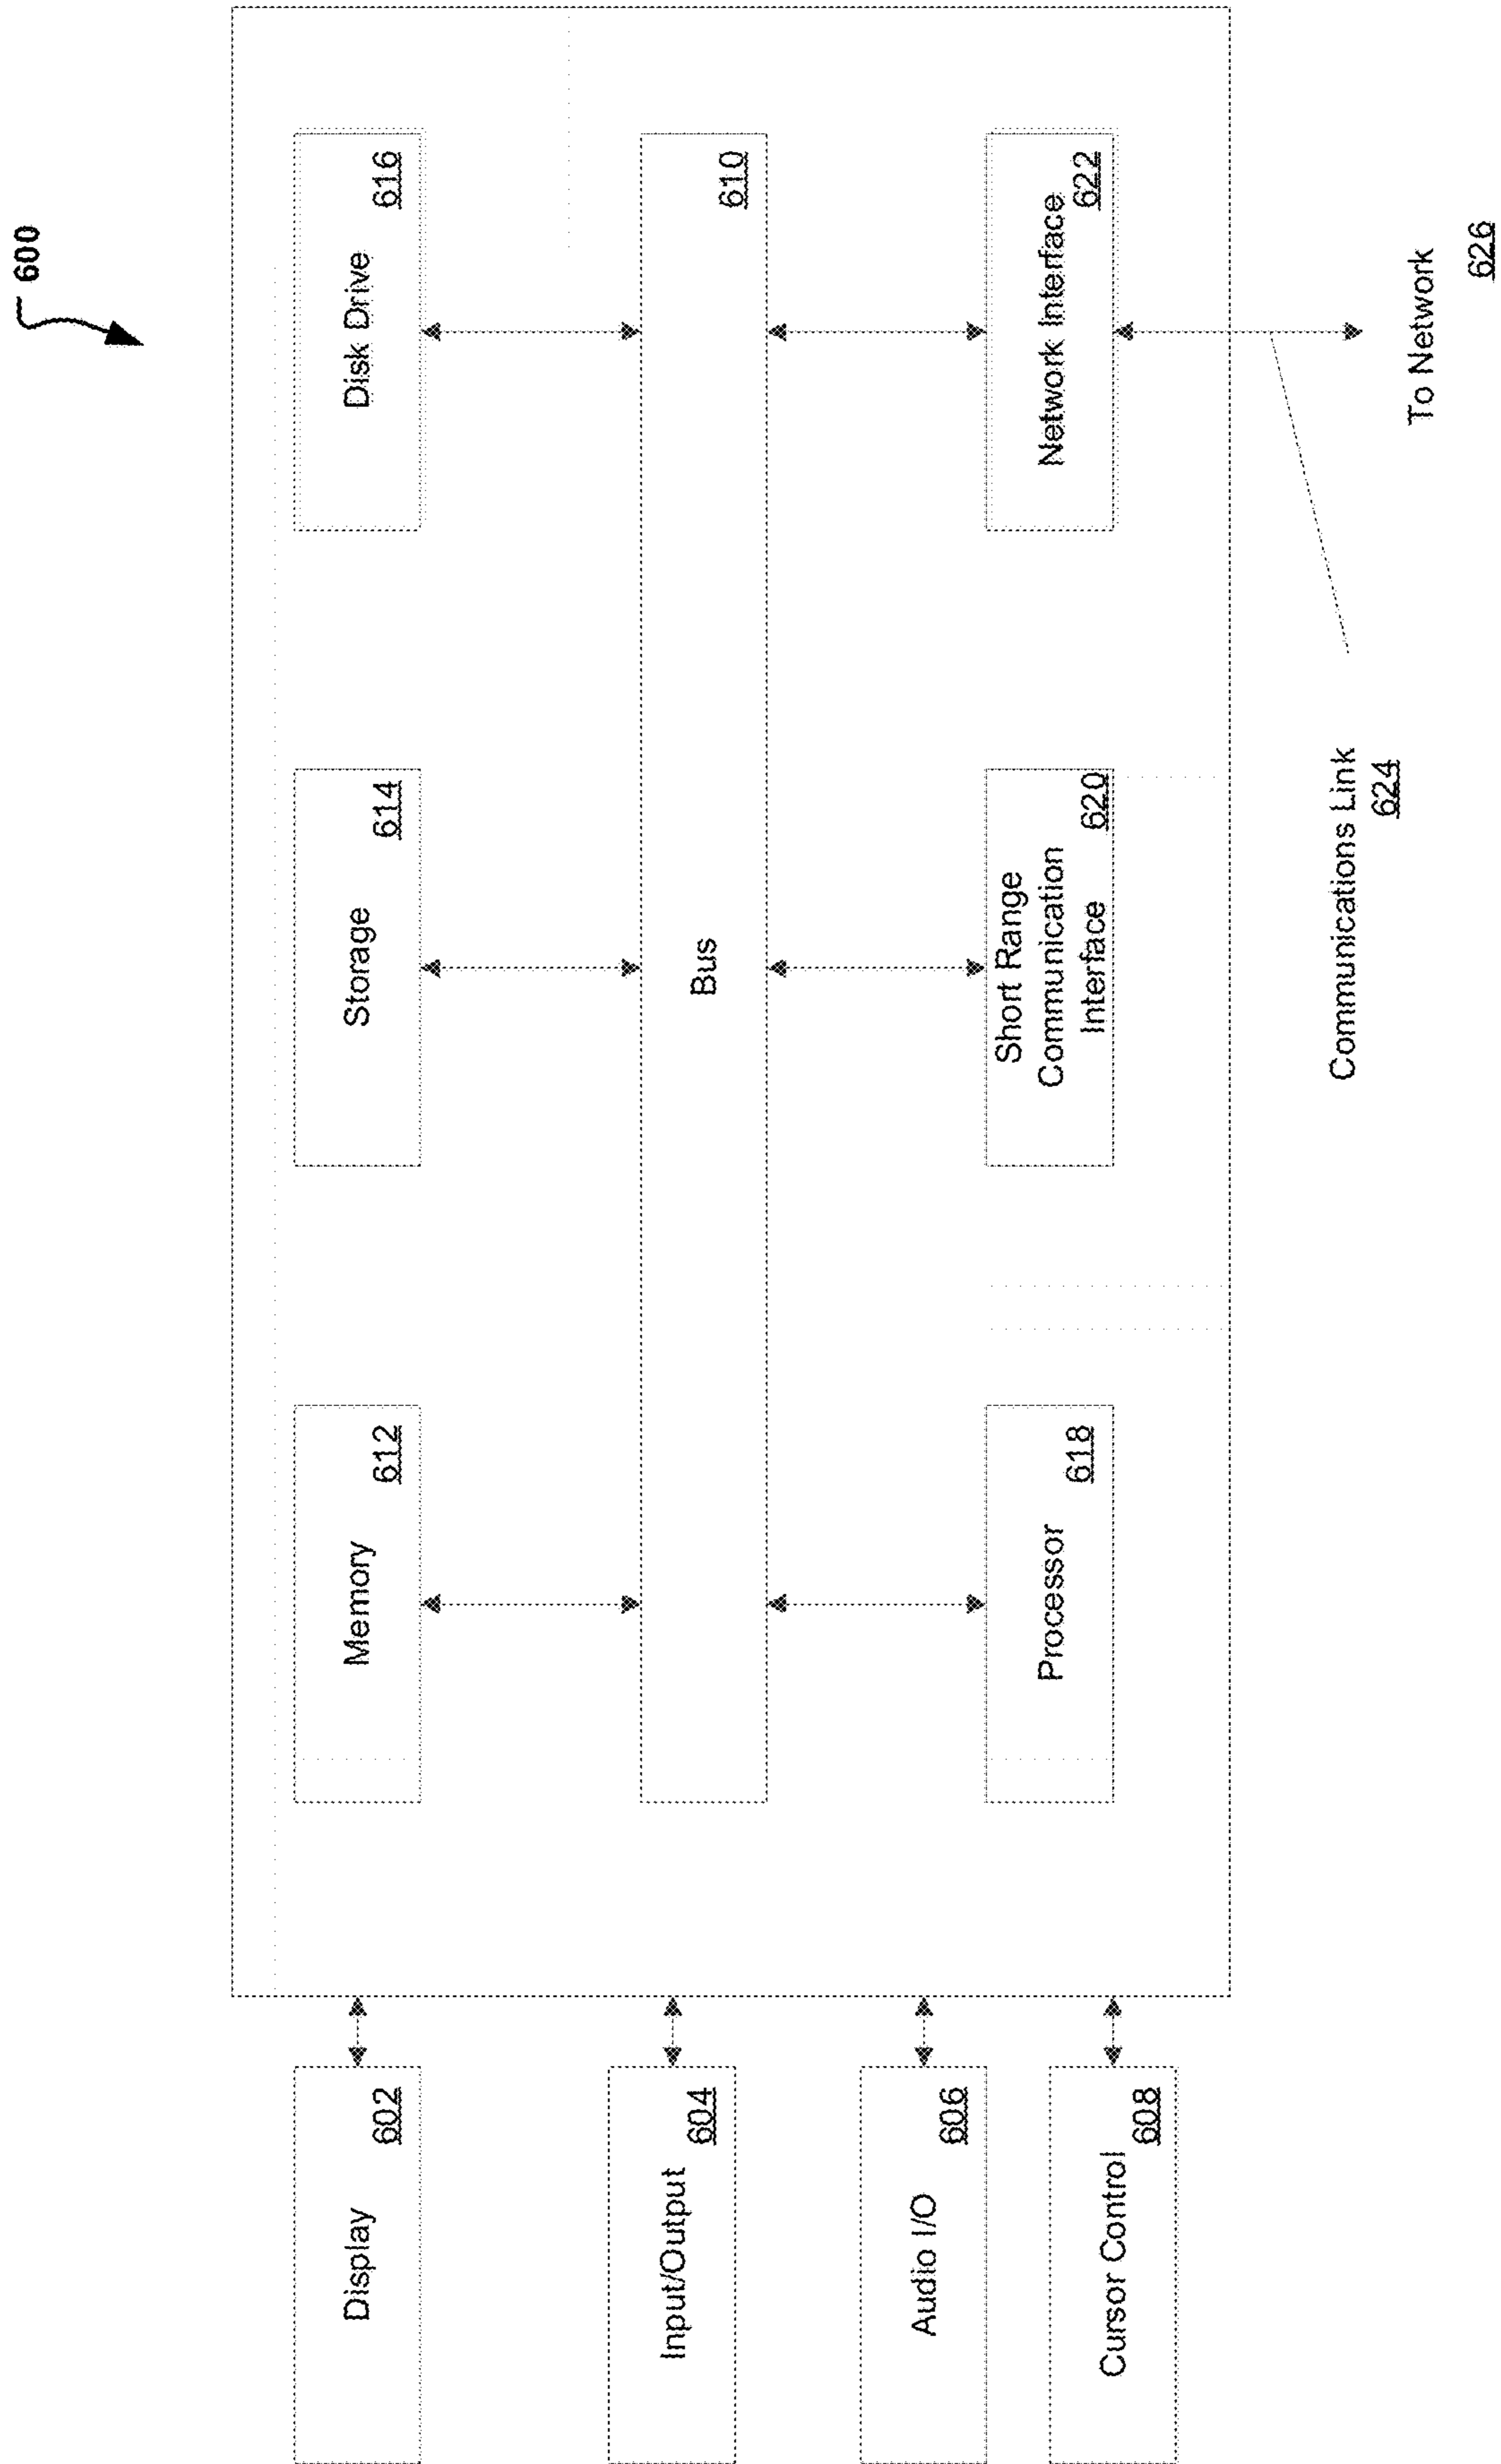 600
Display
602
Input/Output
604
Audio I/O
606
Cursor Control
608
Memory
612
Storage
614
Disk Drive
616
Bus
610
Processor
618
Short Range
Communication
Interface
620
Network Interface
622
Communications Link
624
To Network
626